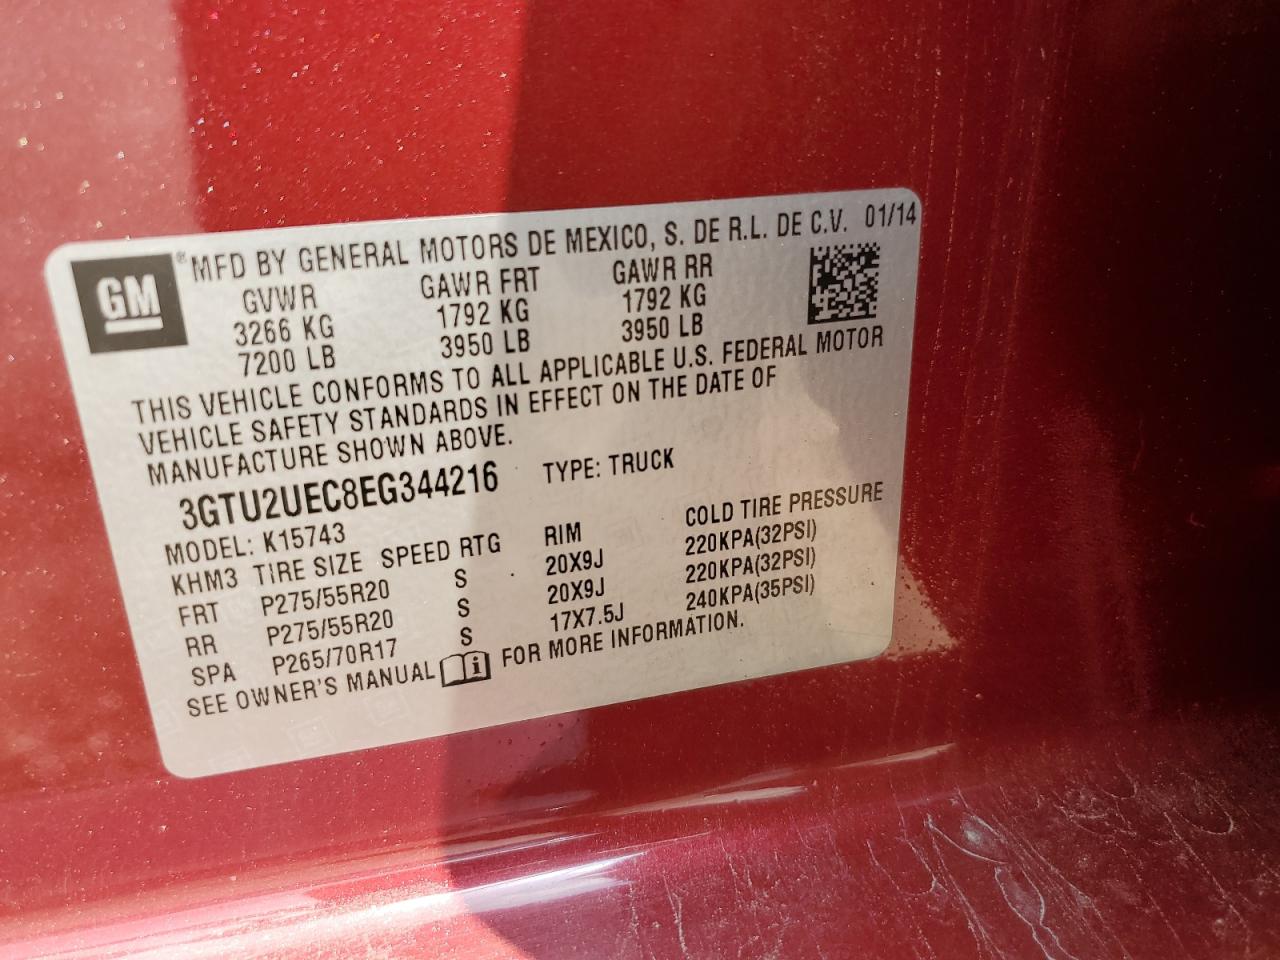 GM ® MFD BY GENERAL MOTORS DE MEXICO, S. DE R.L. DE C.V. 01/14
GVWR GAWR FRT GAWR RR
3266 KG 1792 KG 1792 KG
7200 LB 3950 LB 3950 LB
THIS VEHICLE CONFORMS TO ALL APPLICABLE U.S. FEDERAL MOTOR
VEHICLE SAFETY STANDARDS IN EFFECT ON THE DATE OF
MANUFACTURE SHOWN ABOVE.
3GTU2UEC8EG344216 TYPE: TRUCK
MODEL: K15743
KHM3 TIRE SIZE SPEED RTG RIM COLD TIRE PRESSURE
FRT P275/55R20 S 20X9J 220KPA(32PSI)
RR P275/55R20 S 20X9J 220KPA(32PSI)
SPA P265/70R17 S 17X7.5J 240KPA(35PSI)
SEE OWNER'S MANUAL FOR MORE INFORMATION.